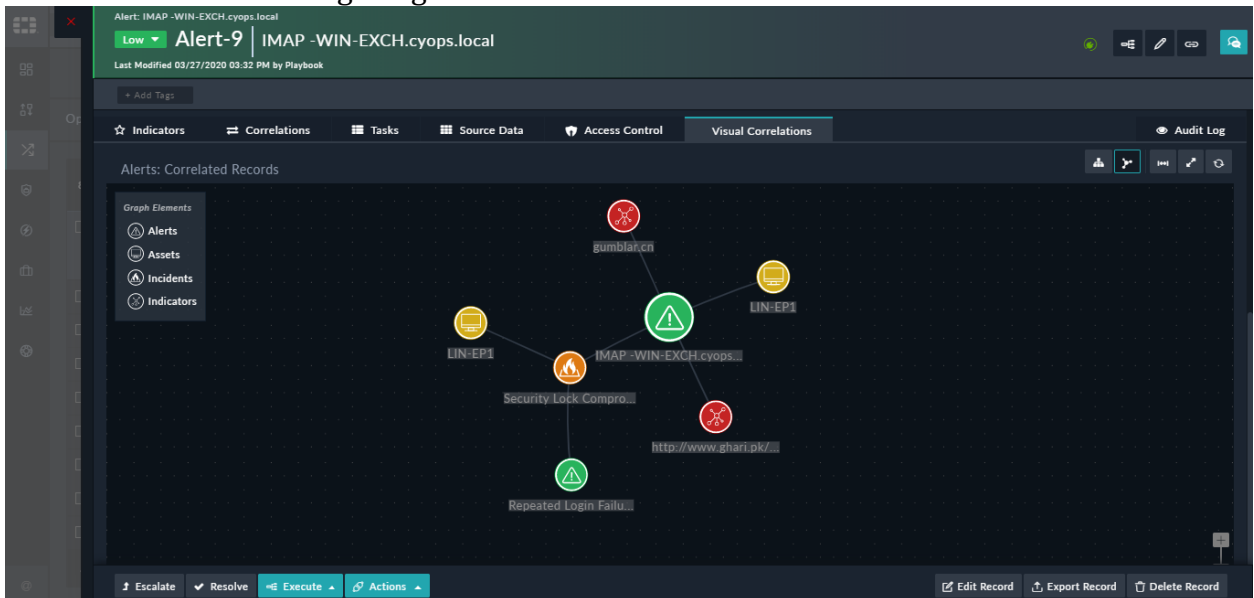 Alert: IMAP -WIN-EXCH.cyops.local
Low Alert-9 IMAP -WIN-EXCH.cyops.local
Last Modified 03/27/2020 03:32 PM by Playbook
+ Add Tags
Op
Indicators Correlations Tasks Source Data Access Control Visual Correlations Audit Log
Alerts: Correlated Records
Graph Elements
Alerts
Assets
Incidents
Indicators
gumblar.cn
LIN-EP1
LIN-EP1
IMAP -WIN-EXCH.cyops...
Security Lock Compro...
http://www.ghari.pk/...
Repeated Login Failu...
Escalate Resolve Execute Actions Edit Record Export Record Delete Record